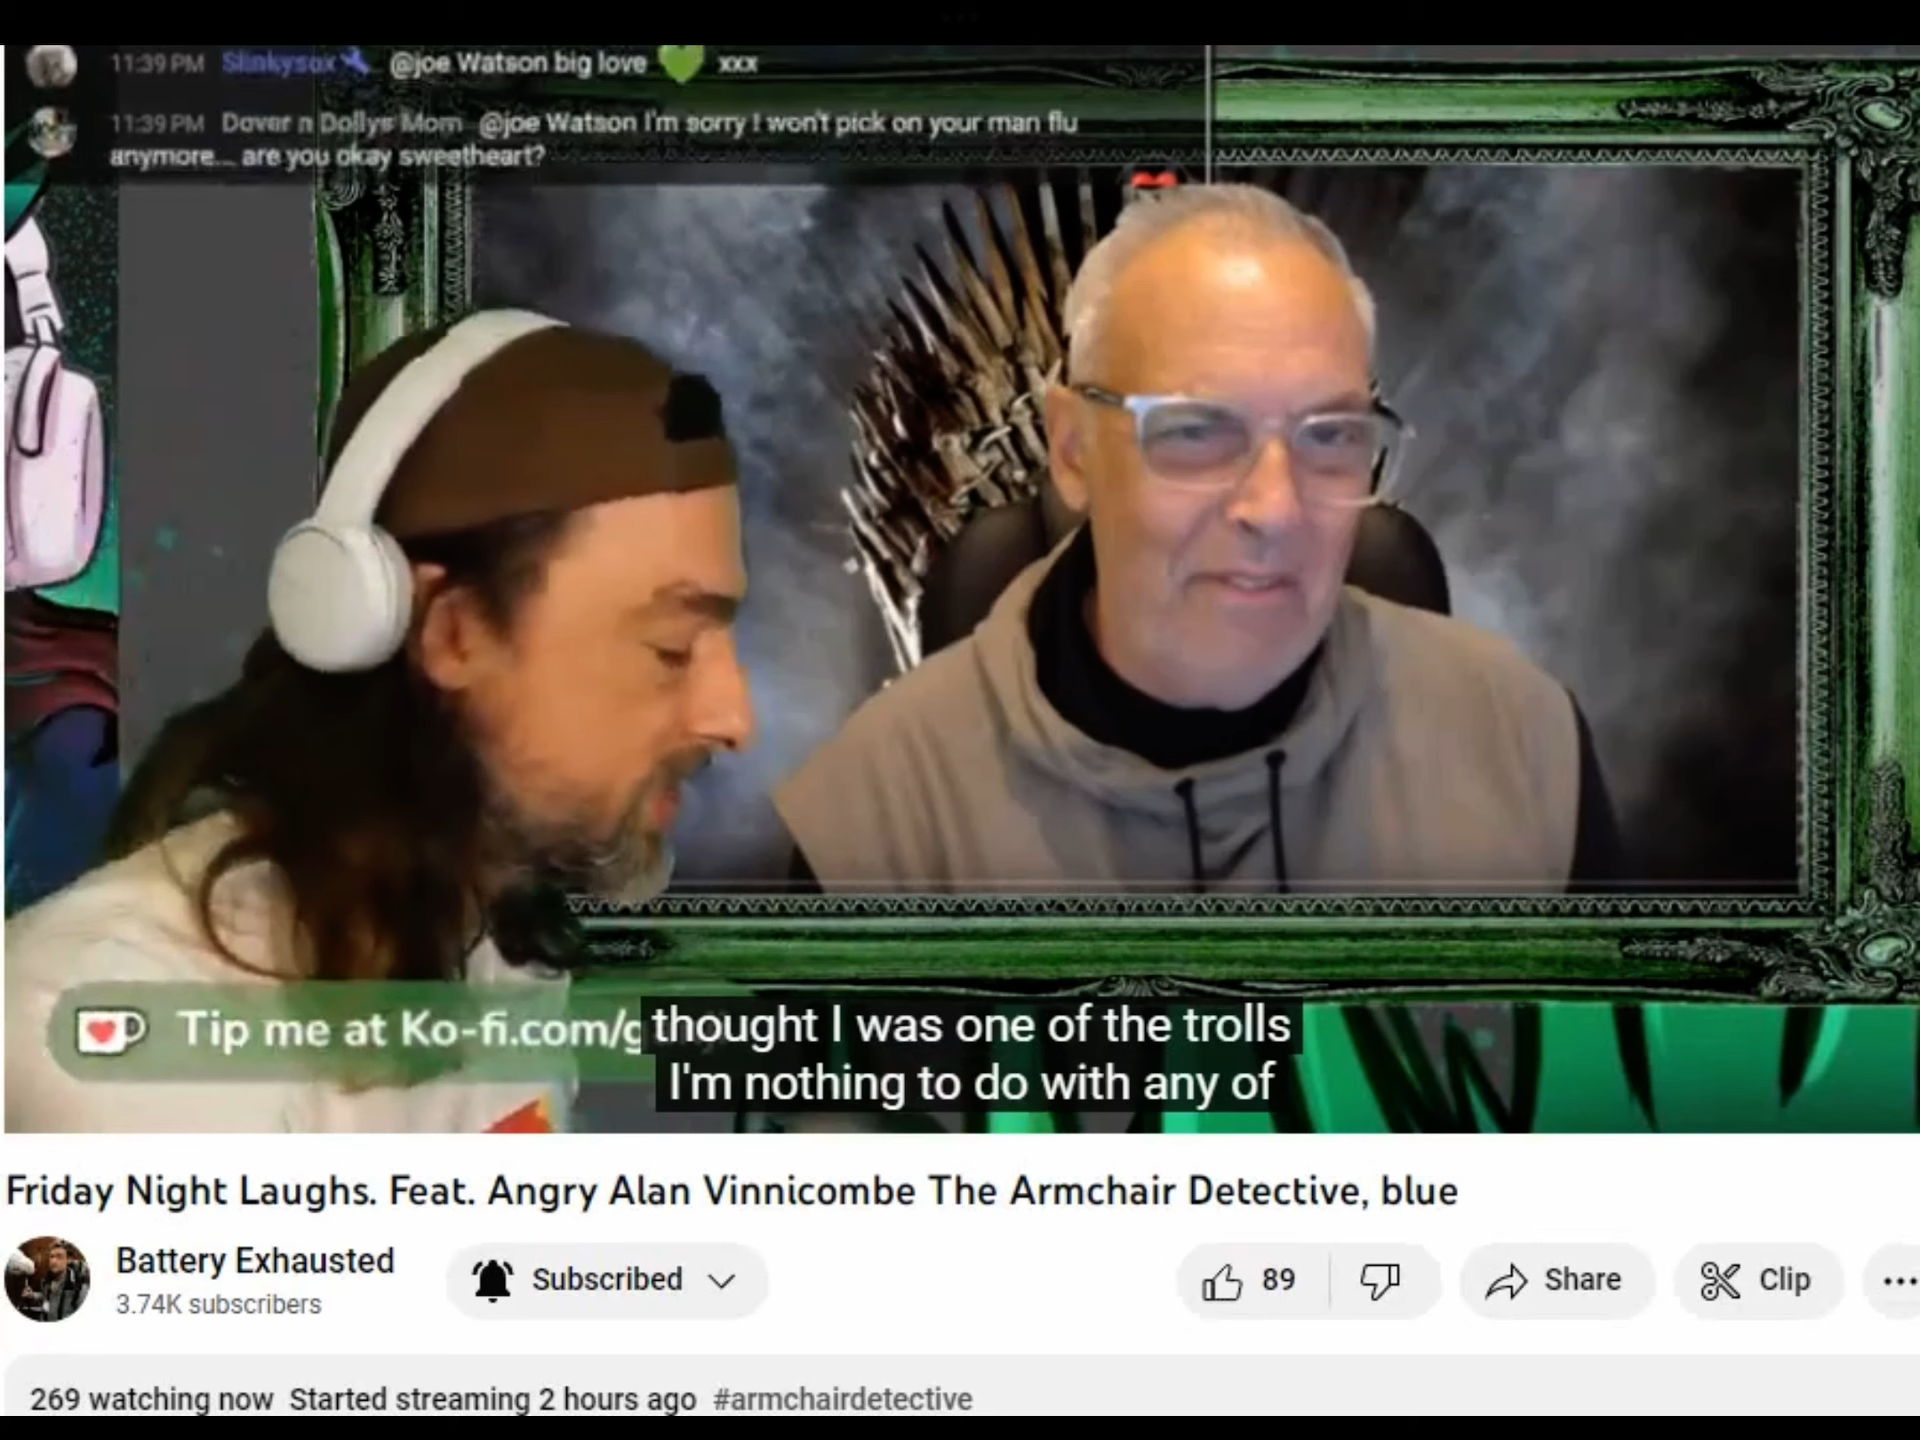 11:39 PM Slinkysox @joe Watson big love 💚 xxx
11:39 PM Dover n Dollys Mom @joe Watson I'm sorry I won't pick on your man flu
anymore... are you okay sweetheart?
Tip me at Ko-fi.com/g
thought I was one of the trolls
I'm nothing to do with any of
Friday Night Laughs. Feat. Angry Alan Vinnicombe The Armchair Detective, blue
Battery Exhausted
3.74K subscribers
Subscribed
89
Share
Clip
269 watching now Started streaming 2 hours ago #armchairdetective